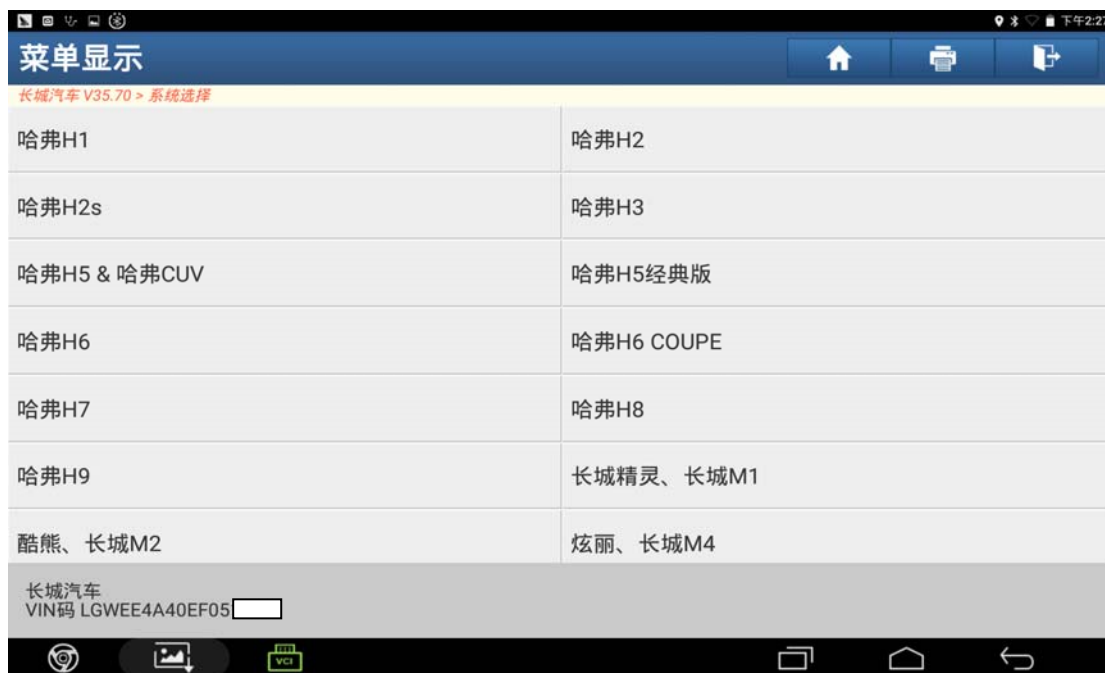 下午2:27
菜单显示
长城汽车 V35.70 > 系统选择
哈弗H1
哈弗H2
哈弗H2s
哈弗H3
哈弗H5 & 哈弗CUV
哈弗H5经典版
哈弗H6
哈弗H6 COUPE
哈弗H7
哈弗H8
哈弗H9
长城精灵、长城M1
酷熊、长城M2
炫丽、长城M4
长城汽车
VIN码 LGWEE4A40EF05
VCI